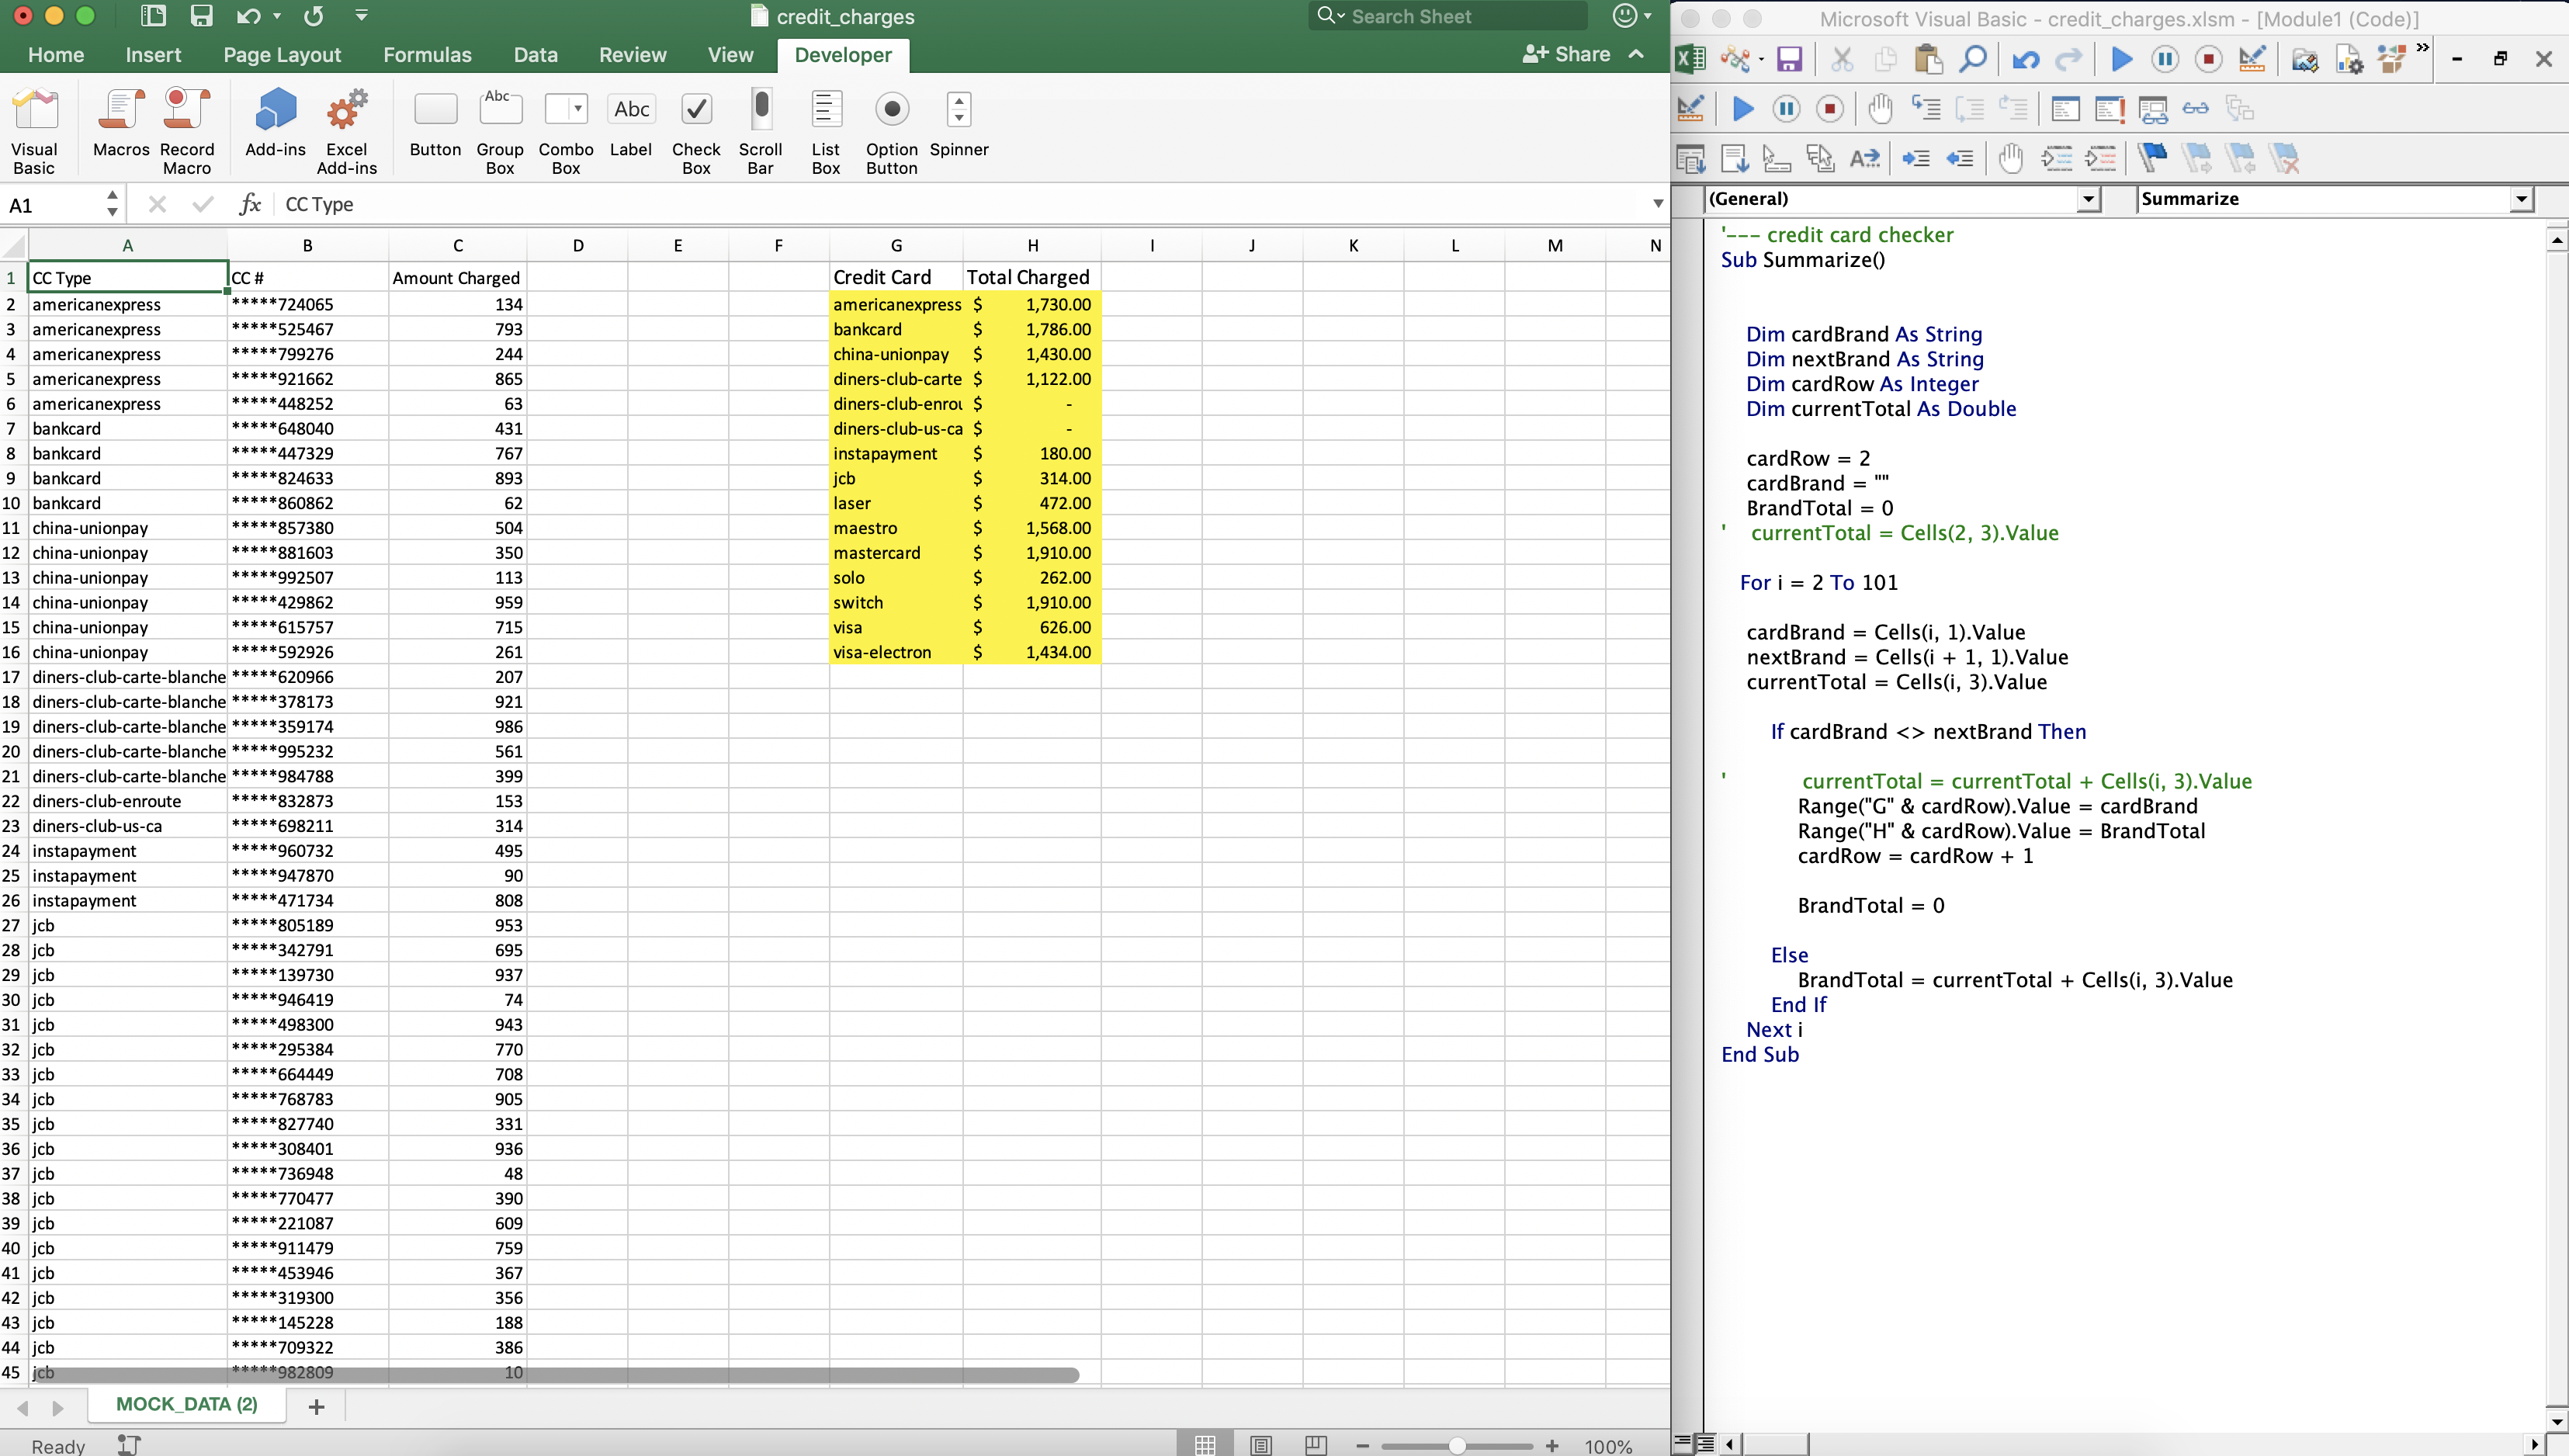 credit_charges
Search Sheet
Home Insert Page Layout Formulas Data Review View Developer Share
Visual Basic
Macros
Record Macro
Add-ins
Excel Add-ins
Button
Abc
Group Box
Combo Box
Abc
Label
Check Box
Scroll Bar
List Box
Option Button
Spinner
A1 fx CC Type
A B C D E F G H I J K L M N
1 CC Type CC # Amount Charged Credit Card Total Charged
2 americanexpress *****724065 134 americanexpress $ 1,730.00
3 americanexpress *****525467 793 bankcard $ 1,786.00
4 americanexpress *****799276 244 china-unionpay $ 1,430.00
5 americanexpress *****921662 865 diners-club-carte $ 1,122.00
6 americanexpress *****448252 63 diners-club-enrou $ -
7 bankcard *****648040 431 diners-club-us-ca $ -
8 bankcard *****447329 767 instapayment $ 180.00
9 bankcard *****824633 893 jcb $ 314.00
10 bankcard *****860862 62 laser $ 472.00
11 china-unionpay *****857380 504 maestro $ 1,568.00
12 china-unionpay *****881603 350 mastercard $ 1,910.00
13 china-unionpay *****992507 113 solo $ 262.00
14 china-unionpay *****429862 959 switch $ 1,910.00
15 china-unionpay *****615757 715 visa $ 626.00
16 china-unionpay *****592926 261 visa-electron $ 1,434.00
17 diners-club-carte-blanche *****620966 207
18 diners-club-carte-blanche *****378173 921
19 diners-club-carte-blanche *****359174 986
20 diners-club-carte-blanche *****995232 561
21 diners-club-carte-blanche *****984788 399
22 diners-club-enroute *****832873 153
23 diners-club-us-ca *****698211 314
24 instapayment *****960732 495
25 instapayment *****947870 90
26 instapayment *****471734 808
27 jcb *****805189 953
28 jcb *****342791 695
29 jcb *****139730 937
30 jcb *****946419 74
31 jcb *****498300 943
32 jcb *****295384 770
33 jcb *****664449 708
34 jcb *****768783 905
35 jcb *****827740 331
36 jcb *****308401 936
37 jcb *****736948 48
38 jcb *****770477 390
39 jcb *****221087 609
40 jcb *****911479 759
41 jcb *****453946 367
42 jcb *****319300 356
43 jcb *****145228 188
44 jcb *****709322 386
45 jcb *****982809 10
MOCK_DATA (2) +
Ready 100%
Microsoft Visual Basic - credit_charges.xlsm - [Module1 (Code)]
(General) Summarize
'--- credit card checker
Sub Summarize()
Dim cardBrand As String
Dim nextBrand As String
Dim cardRow As Integer
Dim currentTotal As Double
cardRow = 2
cardBrand = ""
BrandTotal = 0
' currentTotal = Cells(2, 3).Value
For i = 2 To 101
cardBrand = Cells(i, 1).Value
nextBrand = Cells(i + 1, 1).Value
currentTotal = Cells(i, 3).Value
If cardBrand <> nextBrand Then
' currentTotal = currentTotal + Cells(i, 3).Value
Range("G" & cardRow).Value = cardBrand
Range("H" & cardRow).Value = BrandTotal
cardRow = cardRow + 1
BrandTotal = 0
Else
BrandTotal = currentTotal + Cells(i, 3).Value
End If
Next i
End Sub